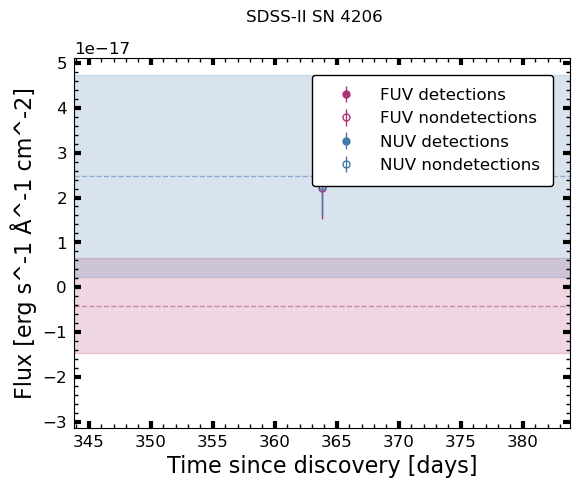 SDSS-II SN 4206
1e−17
5
4
3
2
1
0
−1
−2
−3
Flux [erg s^-1 Å^-1 cm^-2]
FUV detections
FUV nondetections
NUV detections
NUV nondetections
345 350 355 360 365 370 375 380
Time since discovery [days]